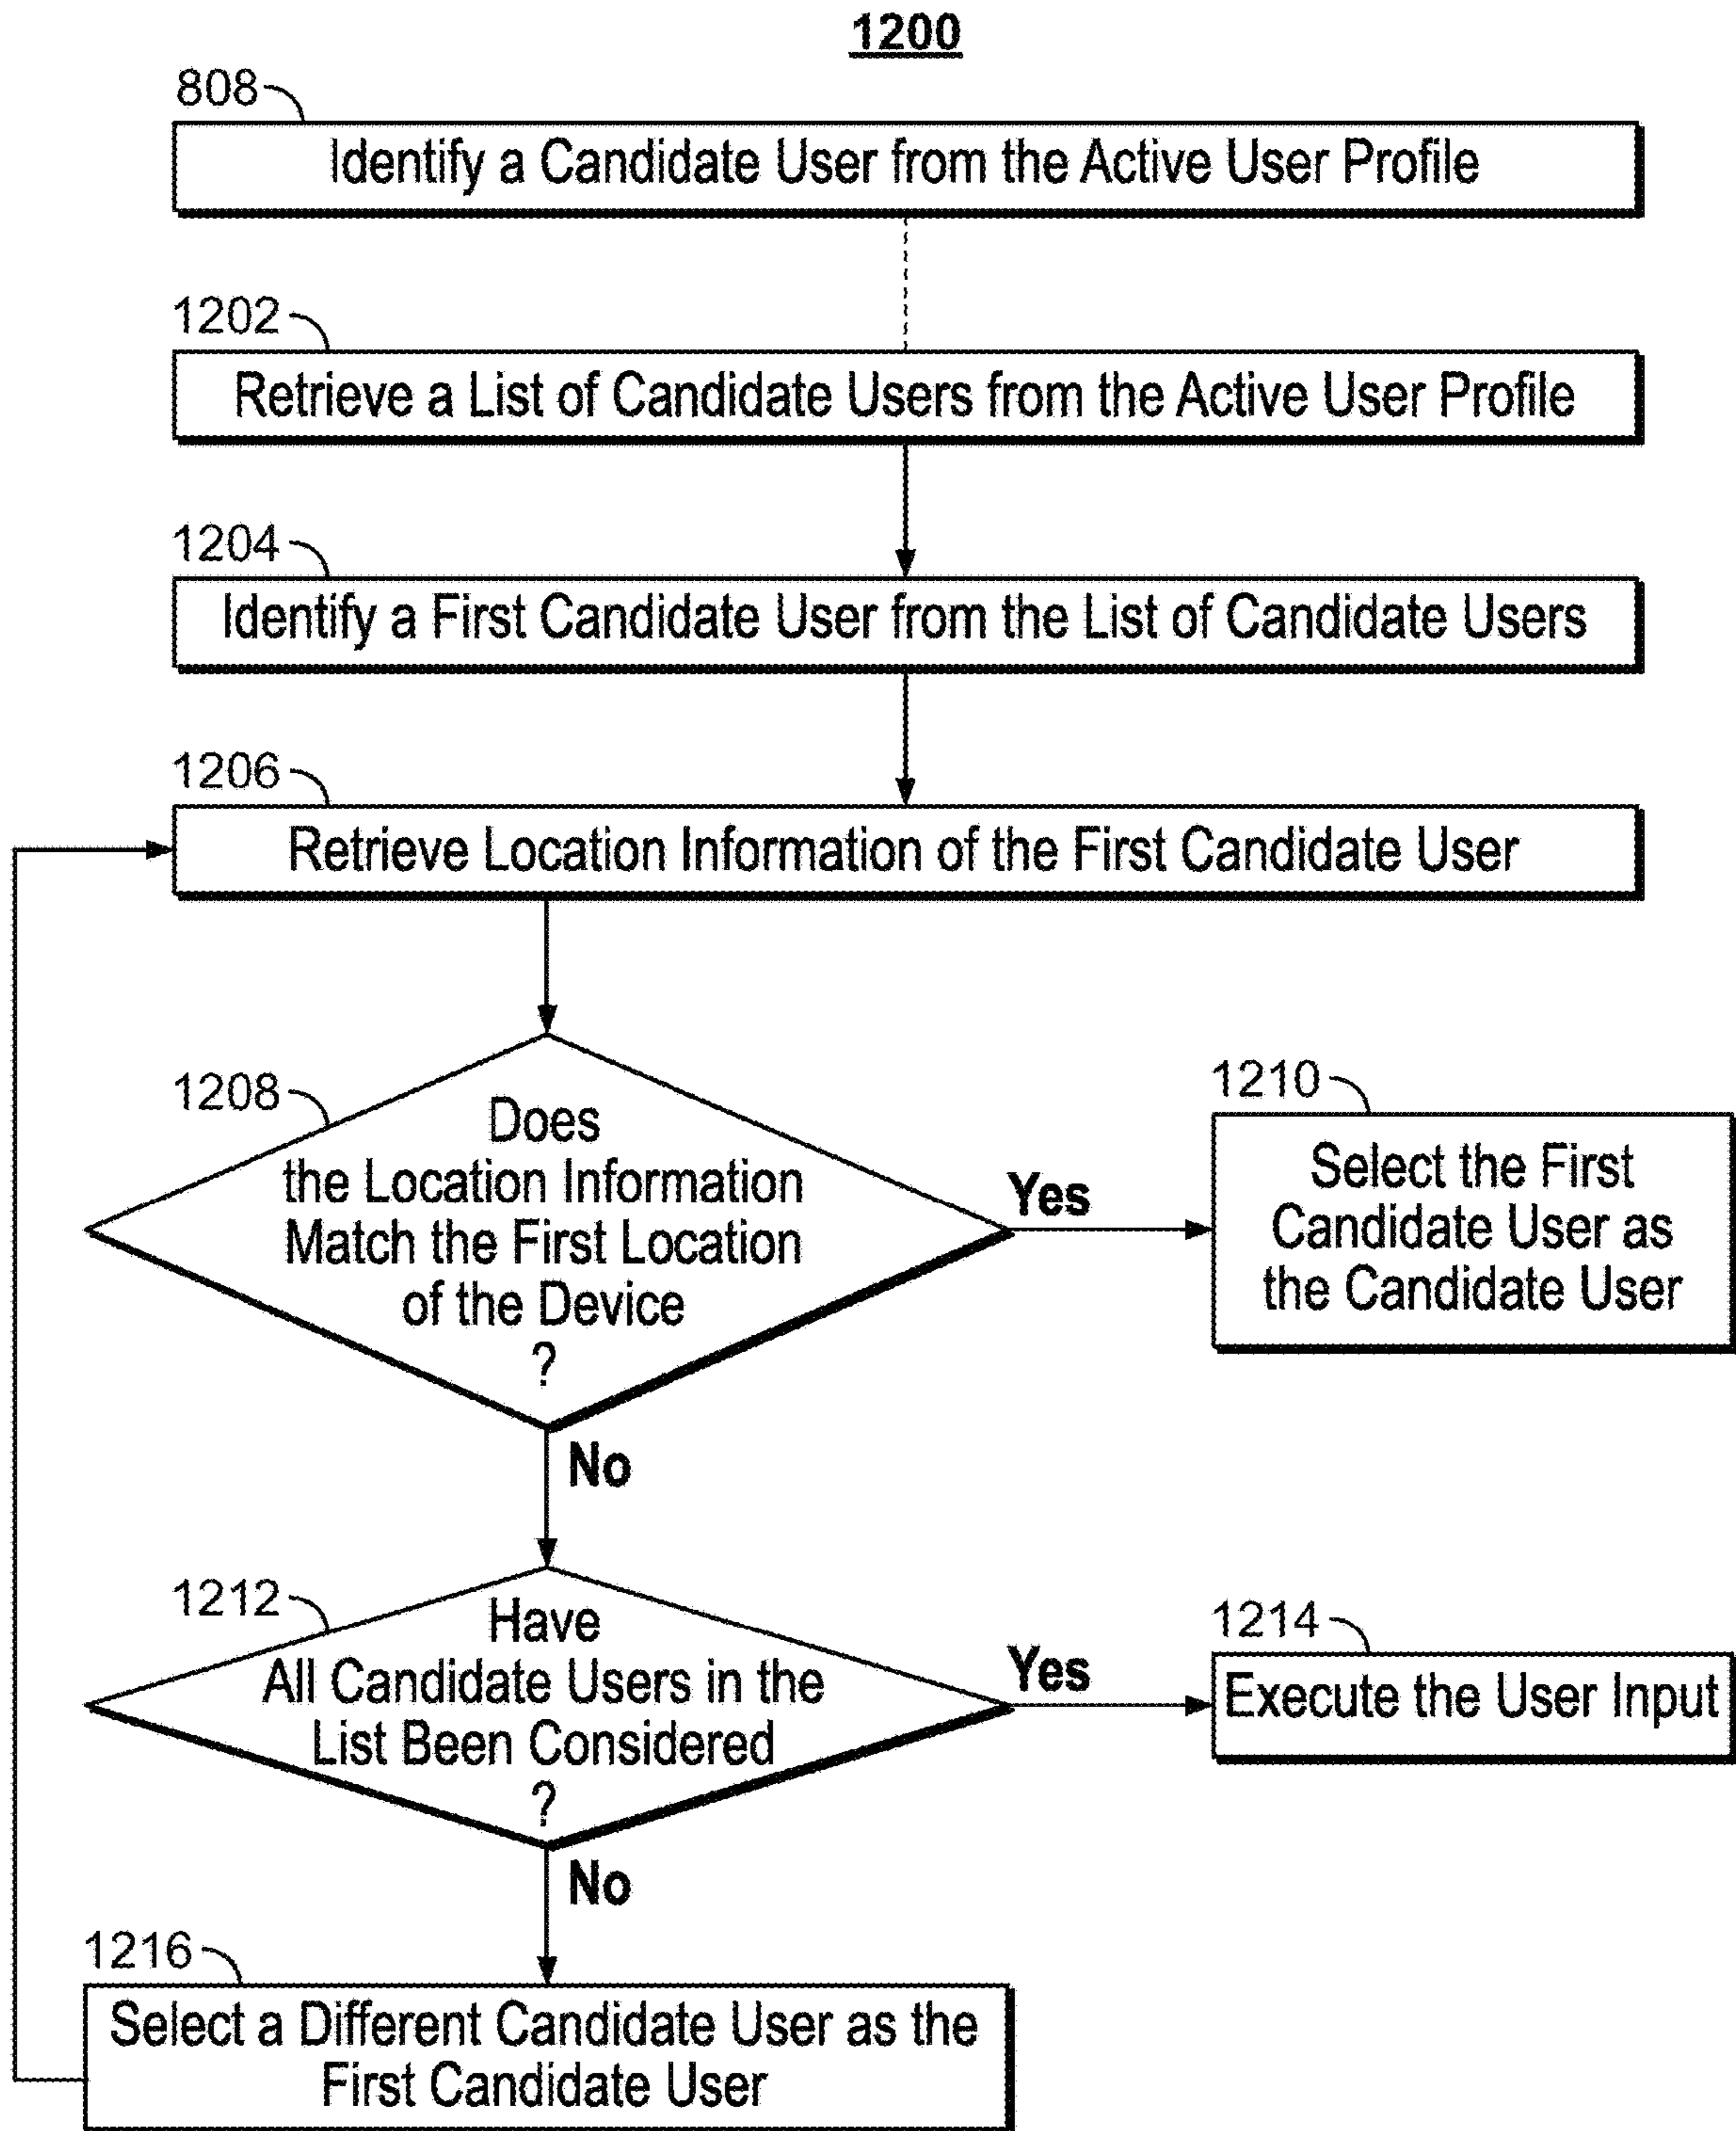 1200
808
Identify a Candidate User from the Active User Profile
1202
Retrieve a List of Candidate Users from the Active User Profile
1204
Identify a First Candidate User from the List of Candidate Users
1206
Retrieve Location Information of the First Candidate User
1208
Does
the Location Information
Match the First Location
of the Device
?
Yes
1210
Select the First
Candidate User as
the Candidate User
No
1212
Have
All Candidate Users in the
List Been Considered
?
Yes
1214
Execute the User Input
No
1216
Select a Different Candidate User as the
First Candidate User